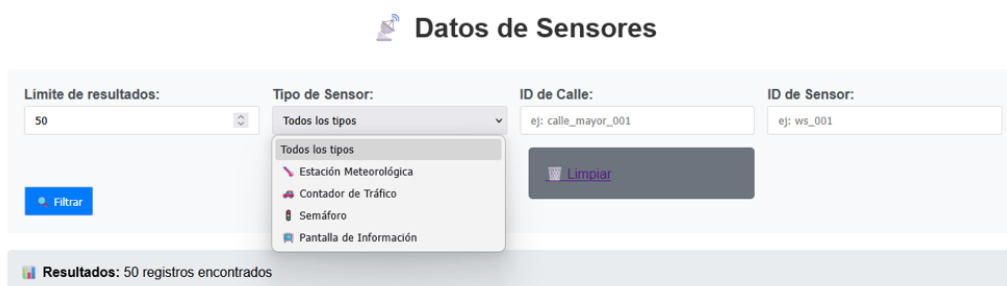 Datos de Sensores
Limite de resultados:
Tipo de Sensor:
ID de Calle:
ID de Sensor:
50
Todos los tipos
ej: calle_mayor_001
ej: ws_001
Todos los tipos
Estación Meteorológica
Contador de Tráfico
Semáforo
Pantalla de Información
Limpiar
Filtrar
Resultados: 50 registros encontrados